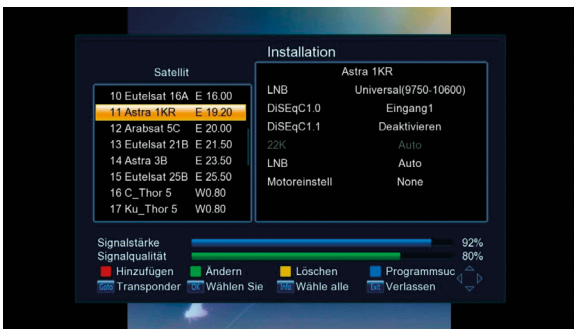 Installation
Satellit
10 Eutelsat 16A E 16.00
11 Astra 1KR E 19.20
12 Arabsat 5C E 20.00
13 Eutelsat 21B E 21.50
14 Astra 3B E 23.50
15 Eutelsat 25B E 25.50
16 C_Thor 5 W0.80
17 Ku_Thor 5 W0.80
Astra 1KR
LNB Universal(9750-10600)
DiSEqC1.0 Eingang1
DiSEqC1.1 Deaktivieren
22K Auto
LNB Auto
Motoreinstell None
Signalstärke 92%
Signalqualität 80%
Hinzufügen Ändern Löschen Programmsuc
Goto Transponder OK Wählen Sie Info Wähle alle Exit Verlassen